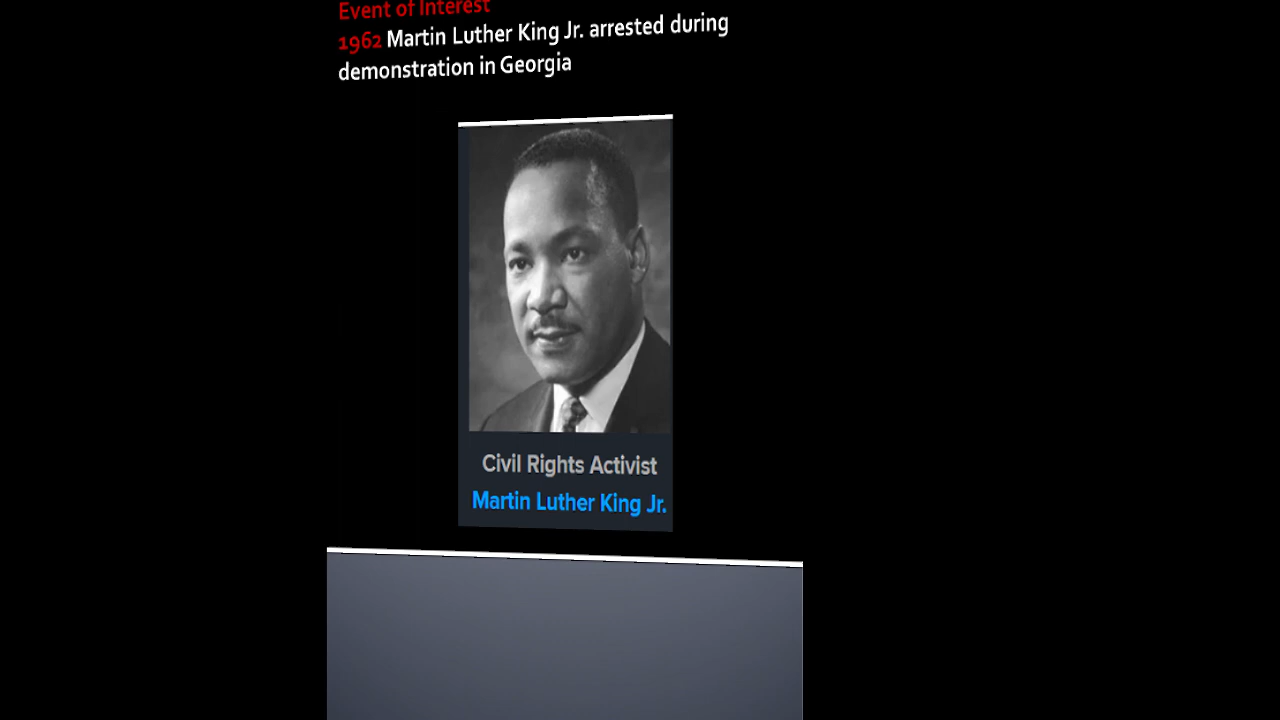 Event of Interest
1962 Martin Luther King Jr. arrested during
demonstration in Georgia
Civil Rights Activist
Martin Luther King Jr.